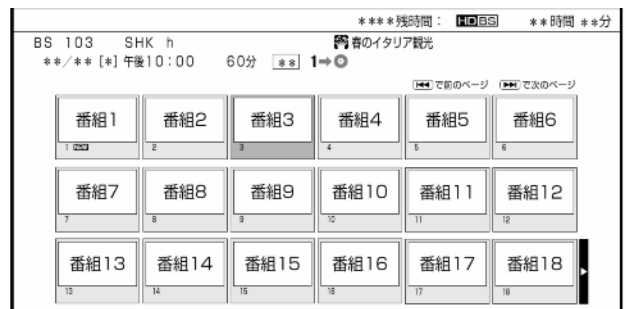 ****残時間： HD BS **時間 **分
BS 103 SHK h 春のイタリア観光
**/** [*] 午後10：00 60分 ** 1➡
⏮ で前のページ ⏭ で次のページ
番組1 番組2 番組3 番組4 番組5 番組6
1 NEW 2 3 4 5 6
番組7 番組8 番組9 番組10 番組11 番組12
7 8 9 10 11 12
番組13 番組14 番組15 番組16 番組17 番組18
13 14 15 16 17 18